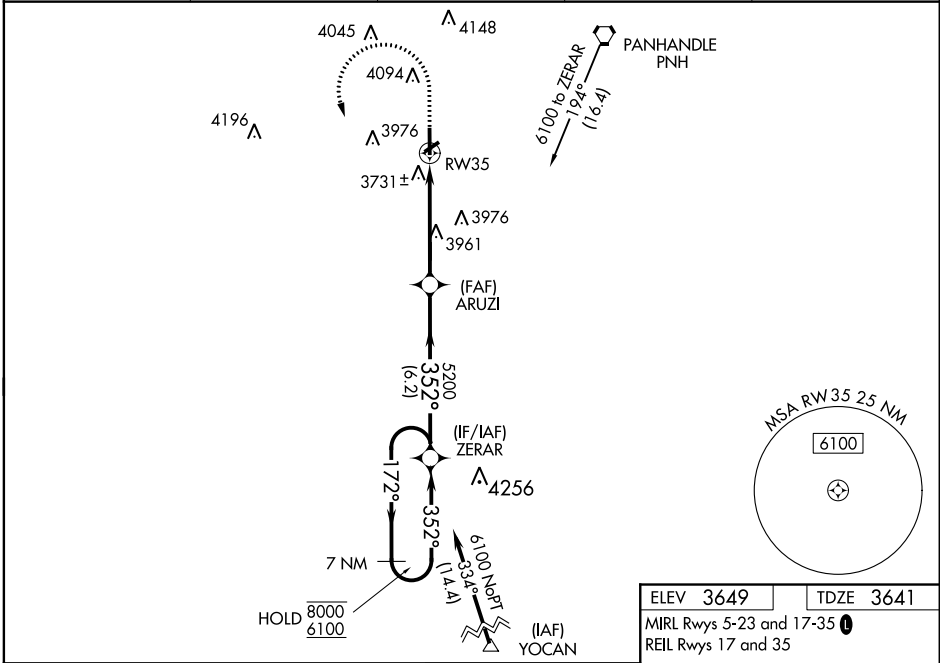 4045
4148
PANHANDLE
PNH
4094
6100 to ZERAR
194°
(16.4)
4196
3976
RW35
3731±
3976
3961
(FAF)
ARUZI
5200
352°
(6.2)
MSA RW35 25 NM
6100
(IF/IAF)
ZERAR
172°
4256
352°
7 NM
6100 NoPT
334°
(14.4)
HOLD 8000
6100
(IAF)
YOCAN
ELEV 3649
TDZE 3641
MIRL Rwys 5-23 and 17-35 L
REIL Rwys 17 and 35